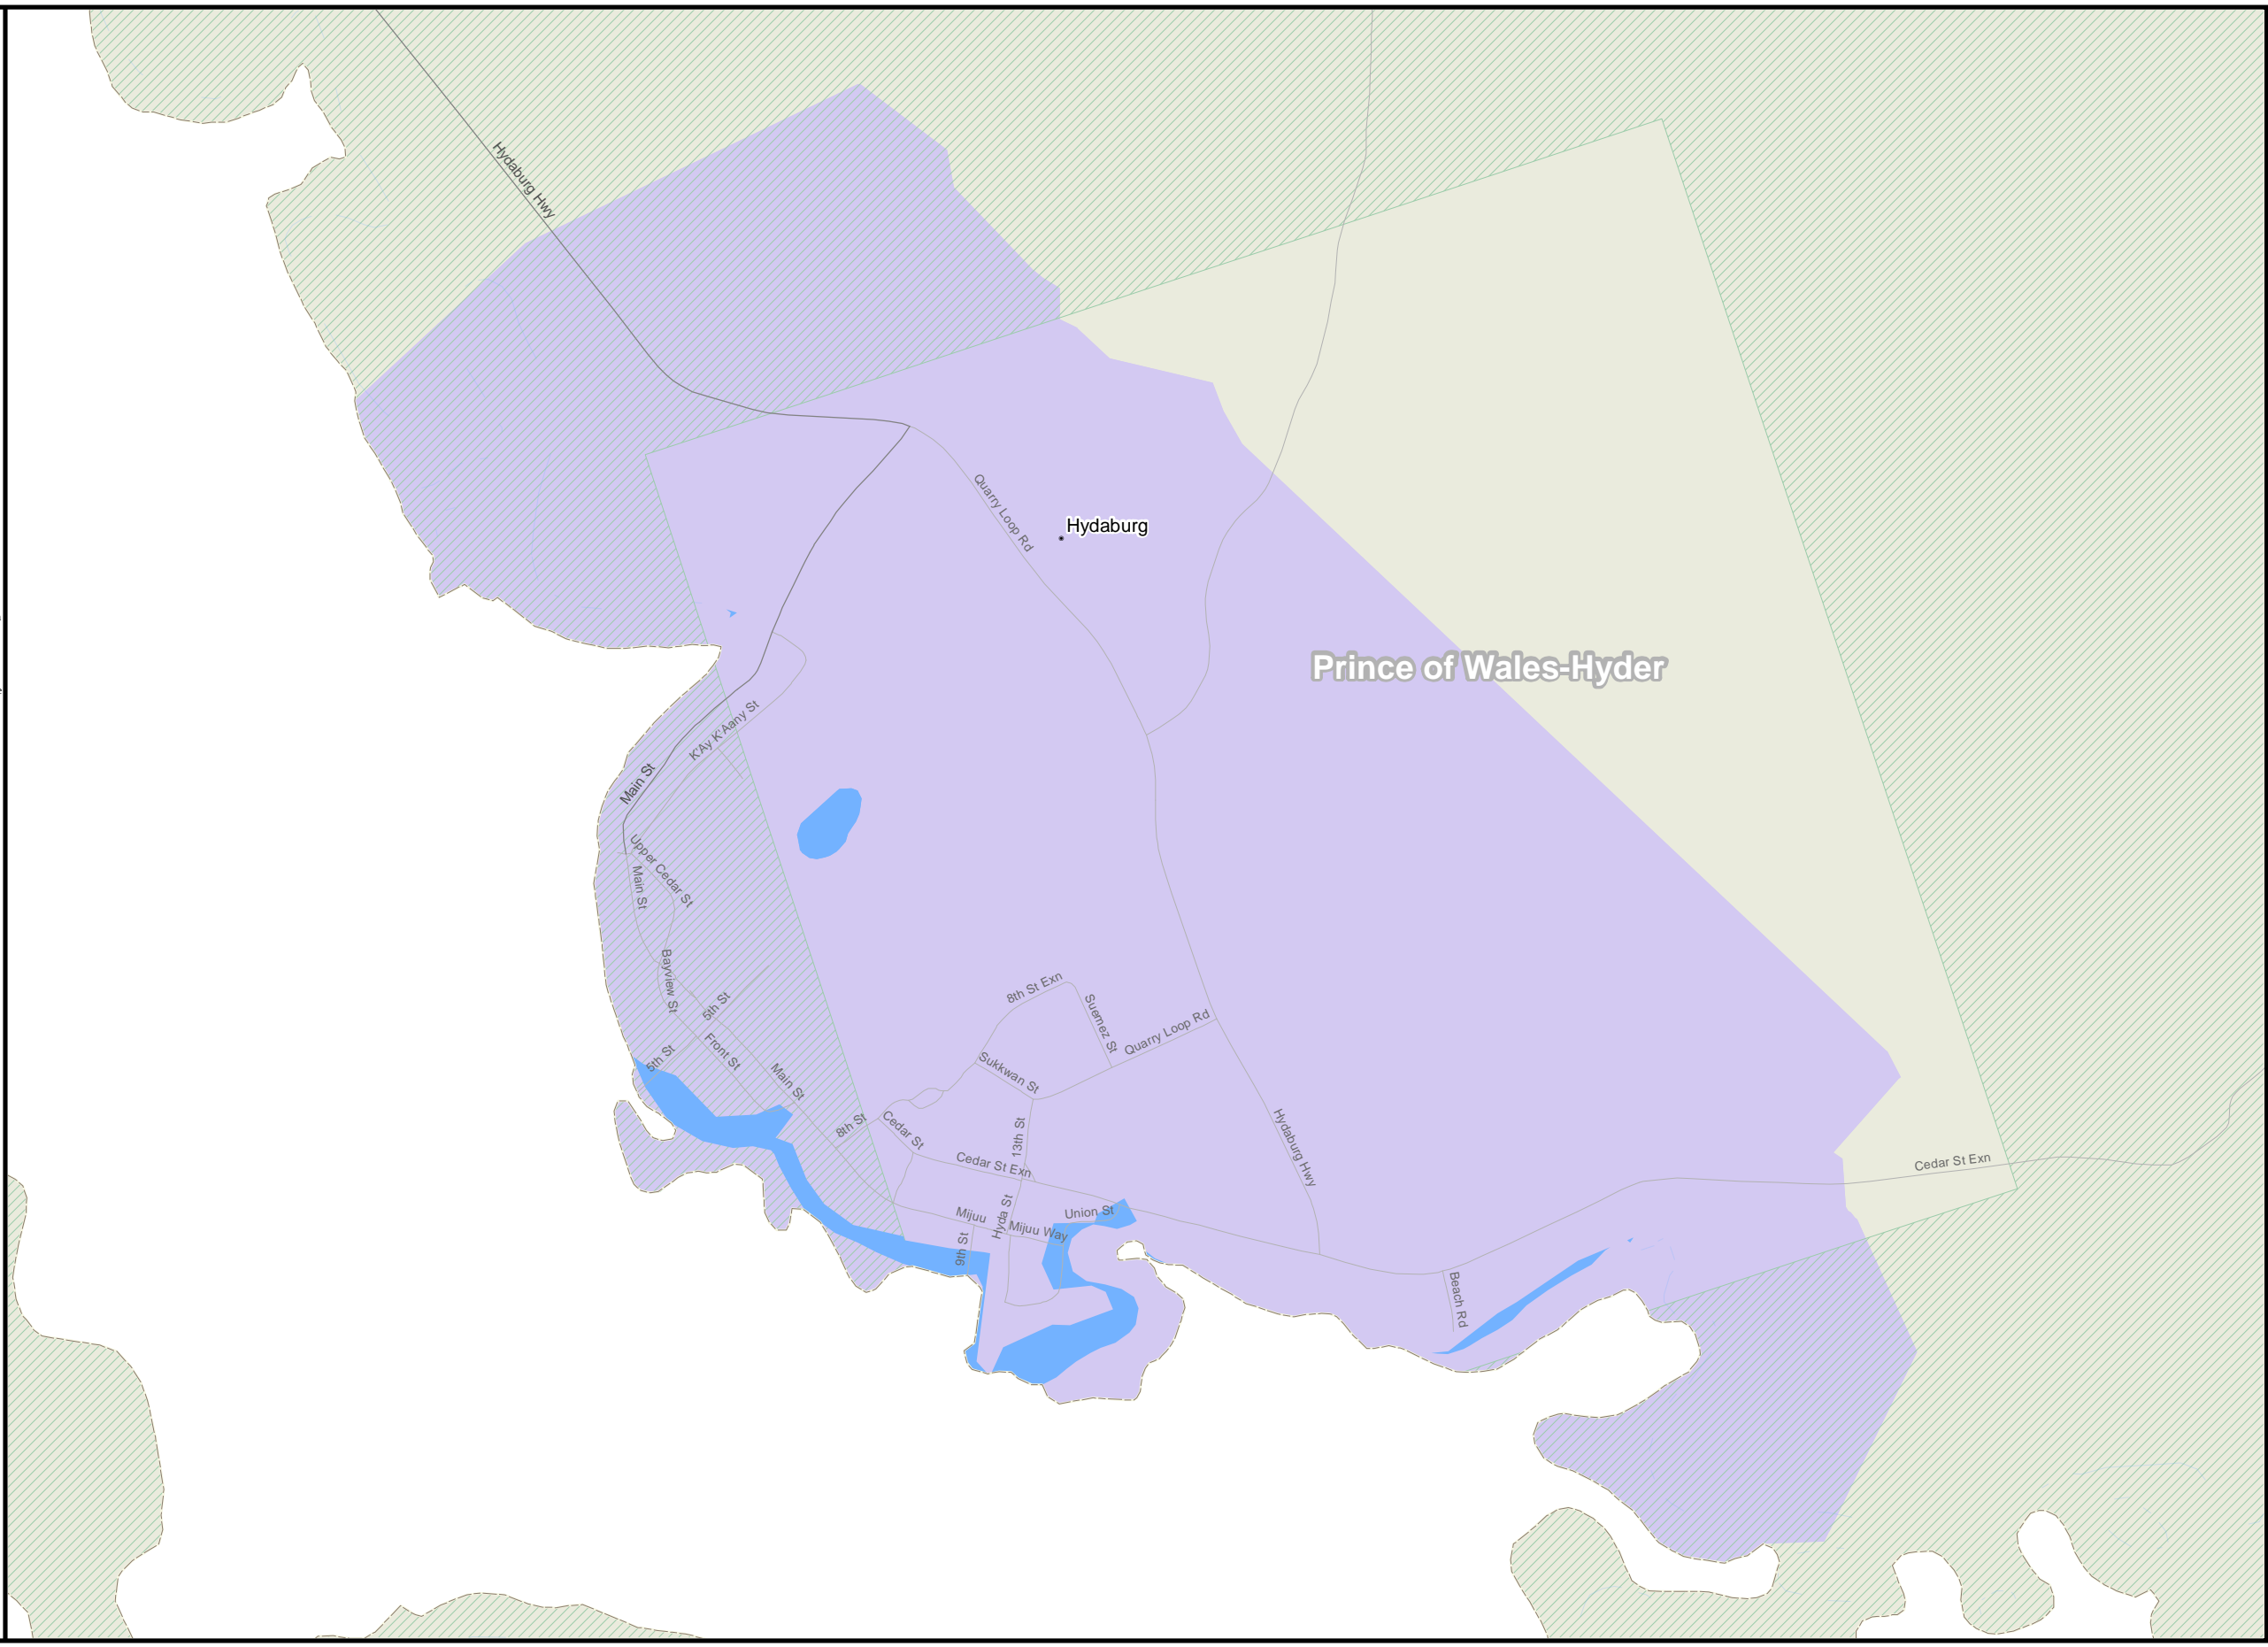 Hydaburg Hwy
Quarry Loop Rd
Hydaburg
Prince of Wales-Hyder
K'Ay K'Aany St
Main St
Upper Cedar St
Main St
Bayview St
5th St
8th St Exn
Suemez St
Quarry Loop Rd
Front St
5th St
Sukkwan St
Main St
8th St
Cedar St
13th St
Hydaburg Hwy
Cedar St Exn
Cedar St Exn
Mijuu
Hyda St
Union St
Mijuu Way
9th St
Beach Rd